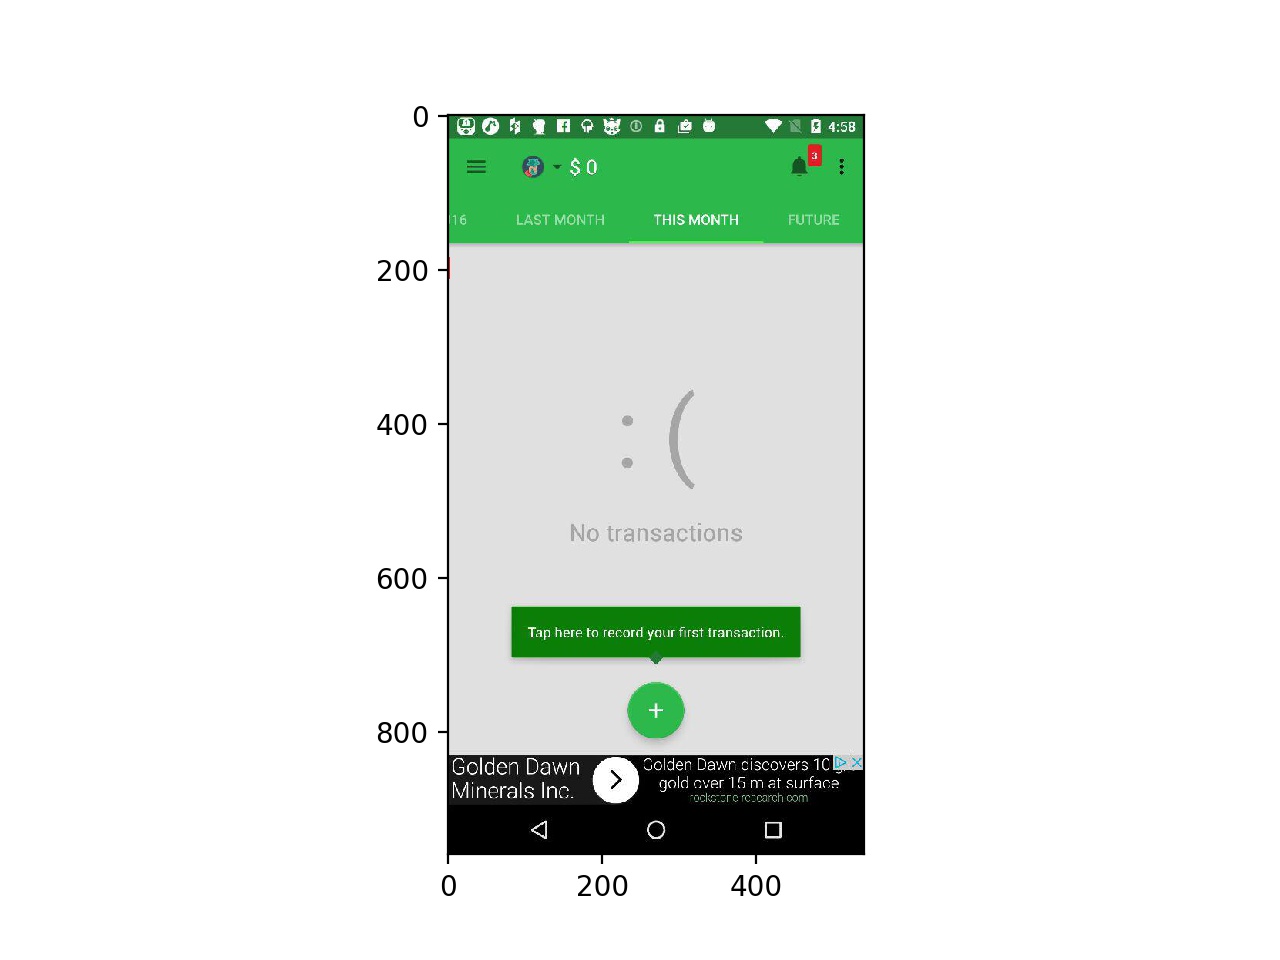 0
4:58
$ 0
3
16
LAST MONTH
THIS MONTH
FUTURE
200
400
: (
No transactions
600
Tap here to record your first transaction.
+
800
Golden Dawn
Minerals Inc.
Golden Dawn discovers 10
gold over 15 m at surface
rockstone-research.com
0
200
400